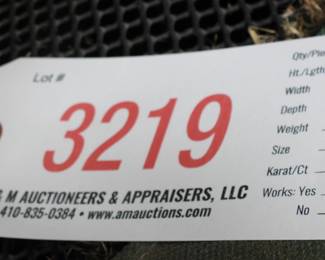 Lot #
3219
& M AUCTIONEERS & APPRAISERS, LLC
410-835-0384 • www.amauctions.com
Qty/Pie
Ht./Lgth
Width
Depth
Weight
Size
Karat/Ct
Works: Yes
No